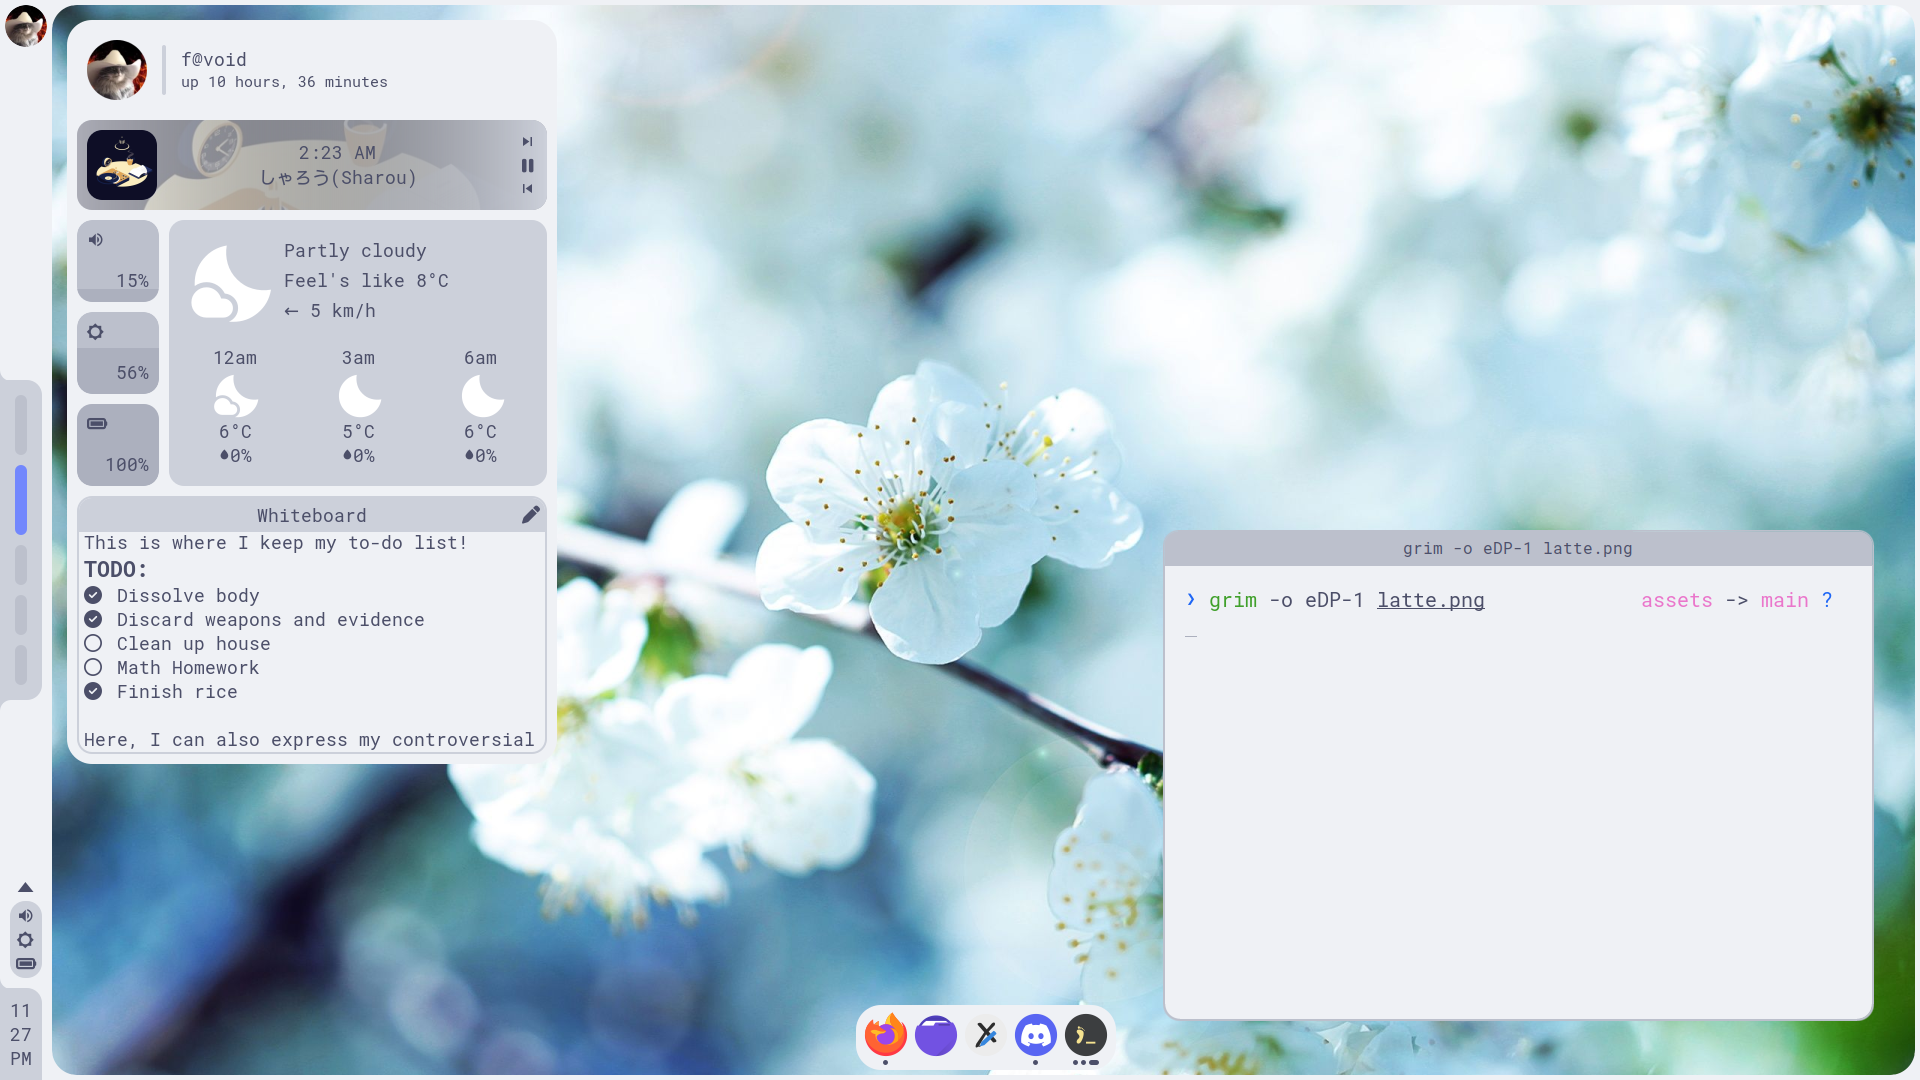 f@void
up 10 hours, 36 minutes
2:23 AM
しゃろう(Sharou)
15%
56%
100%
Partly cloudy
Feel's like 8°C
← 5 km/h
12am 3am 6am
6°C 5°C 6°C
0% 0% 0%
Whiteboard
This is where I keep my to-do list!
TODO:
Dissolve body
Discard weapons and evidence
Clean up house
Math Homework
Finish rice
Here, I can also express my controversial
grim -o eDP-1 latte.png
❯ grim -o eDP-1 latte.png assets -> main ?
11
27
PM